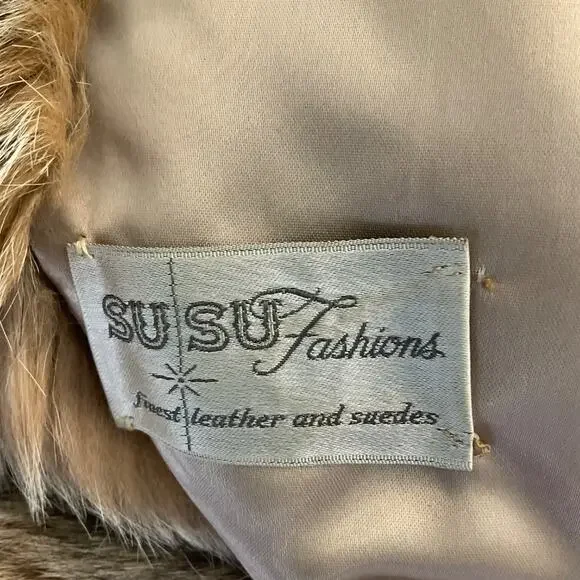 SU SU Fashions
finest leather and suedes